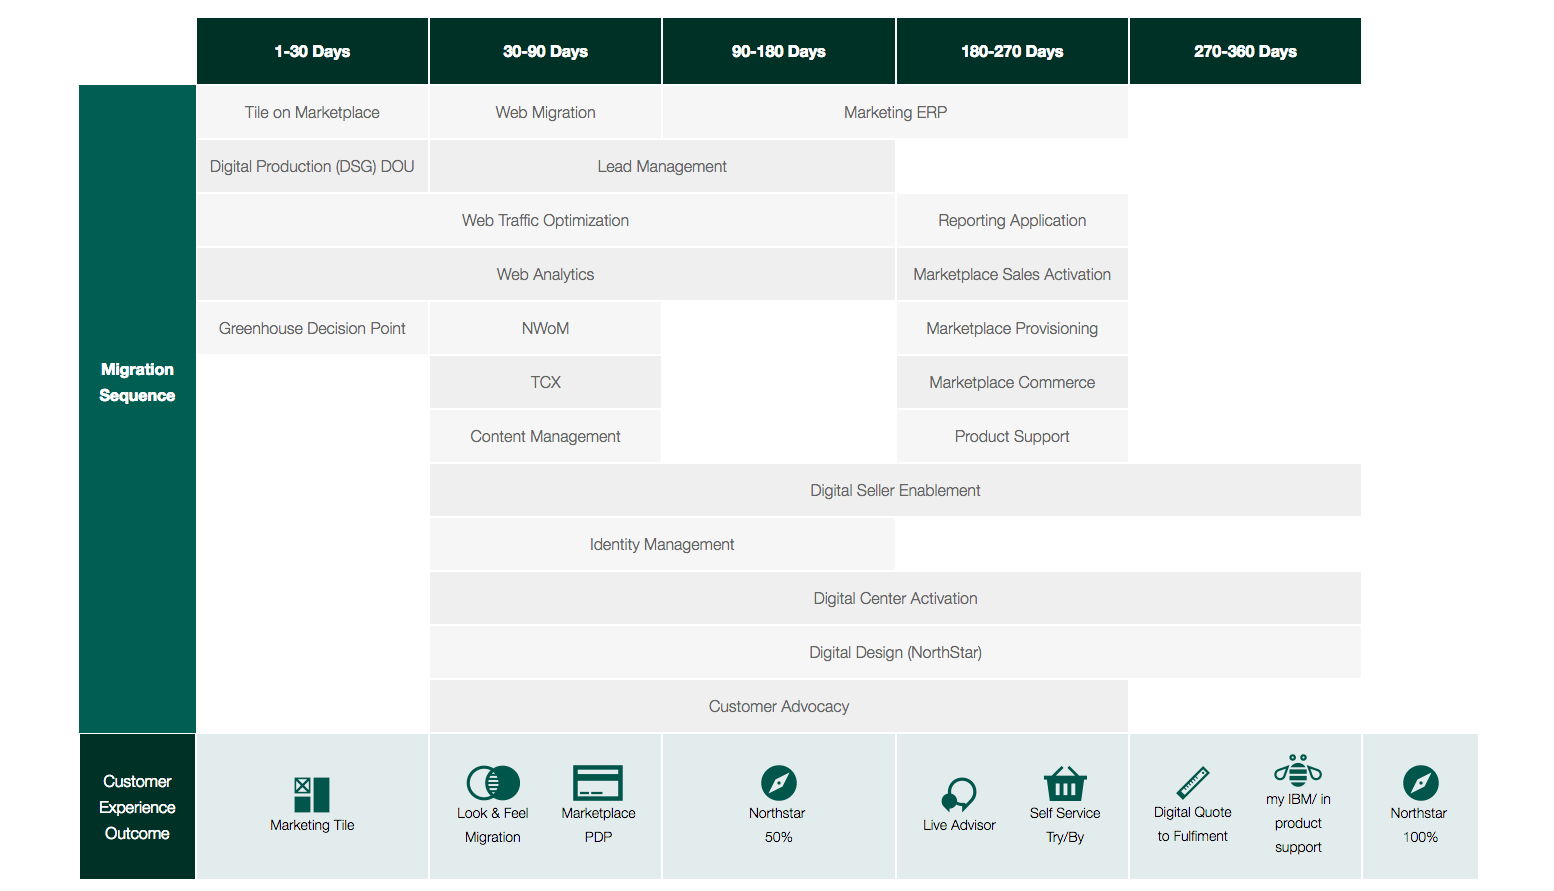 1-30 Days
30-90 Days
90-180 Days
180-270 Days
270-360 Days
Migration
Sequence
Tile on Marketplace
Web Migration
Marketing ERP
Digital Production (DSG) DOU
Lead Management
Web Traffic Optimization
Reporting Application
Web Analytics
Marketplace Sales Activation
Greenhouse Decision Point
NWoM
Marketplace Provisioning
TCX
Marketplace Commerce
Content Management
Product Support
Digital Seller Enablement
Identity Management
Digital Center Activation
Digital Design (NorthStar)
Customer Advocacy
Customer
Experience
Outcome
Marketing Tile
Look & Feel
Migration
Marketplace
PDP
Northstar
50%
Live Advisor
Self Service
Try/By
Digital Quote
to Fulfiment
my IBM/ in
product
support
Northstar
100%